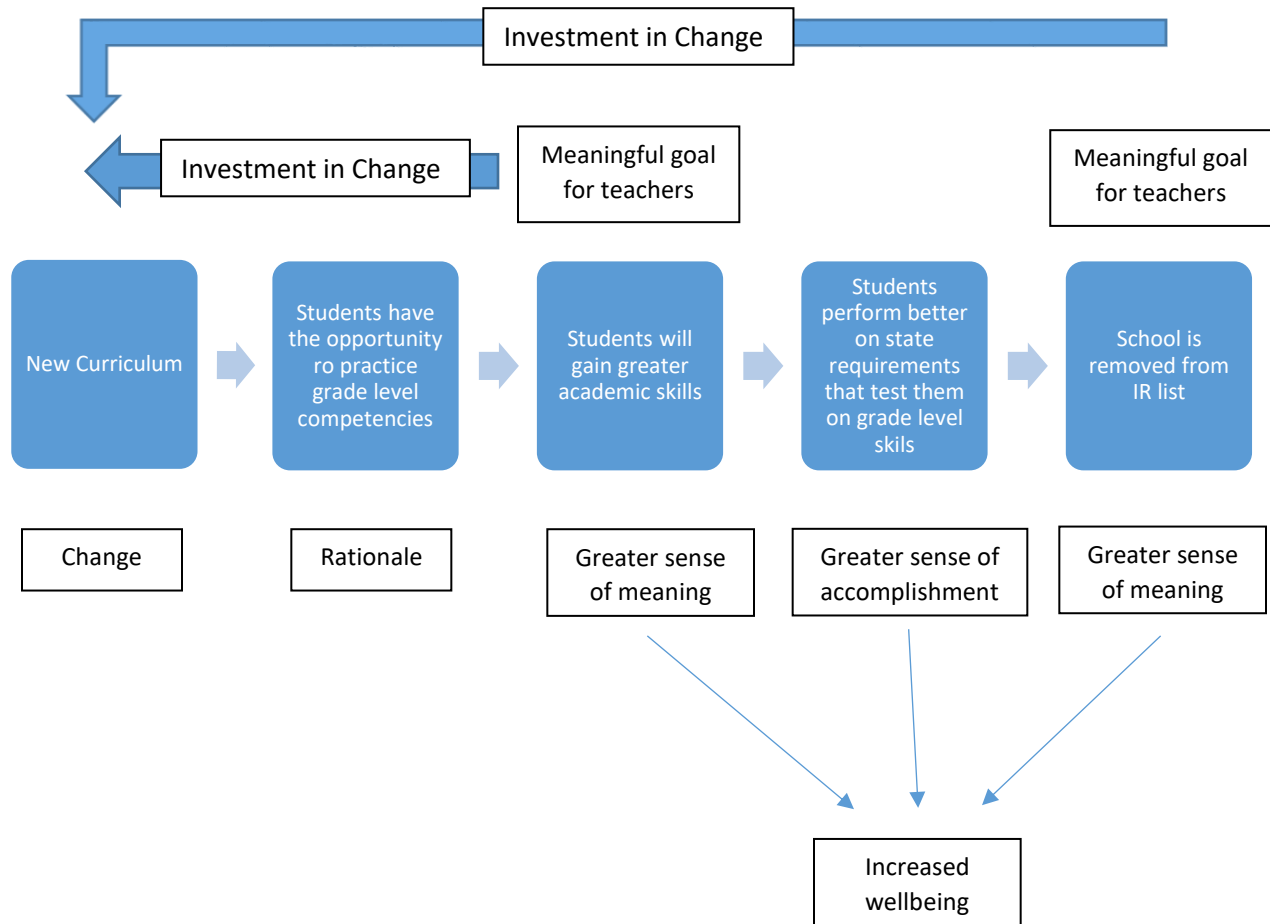 Investment in Change
Investment in Change
Meaningful goal
for teachers
Meaningful goal
for teachers
New Curriculum
Students have
the opportunity
ro practice
grade level
competencies
Students will
gain greater
academic skills
Students
perform better
on state
requirements
that test them
on grade level
skils
School is
removed from
IR list
Change
Rationale
Greater sense
of meaning
Greater sense of
accomplishment
Greater sense
of meaning
Increased
wellbeing